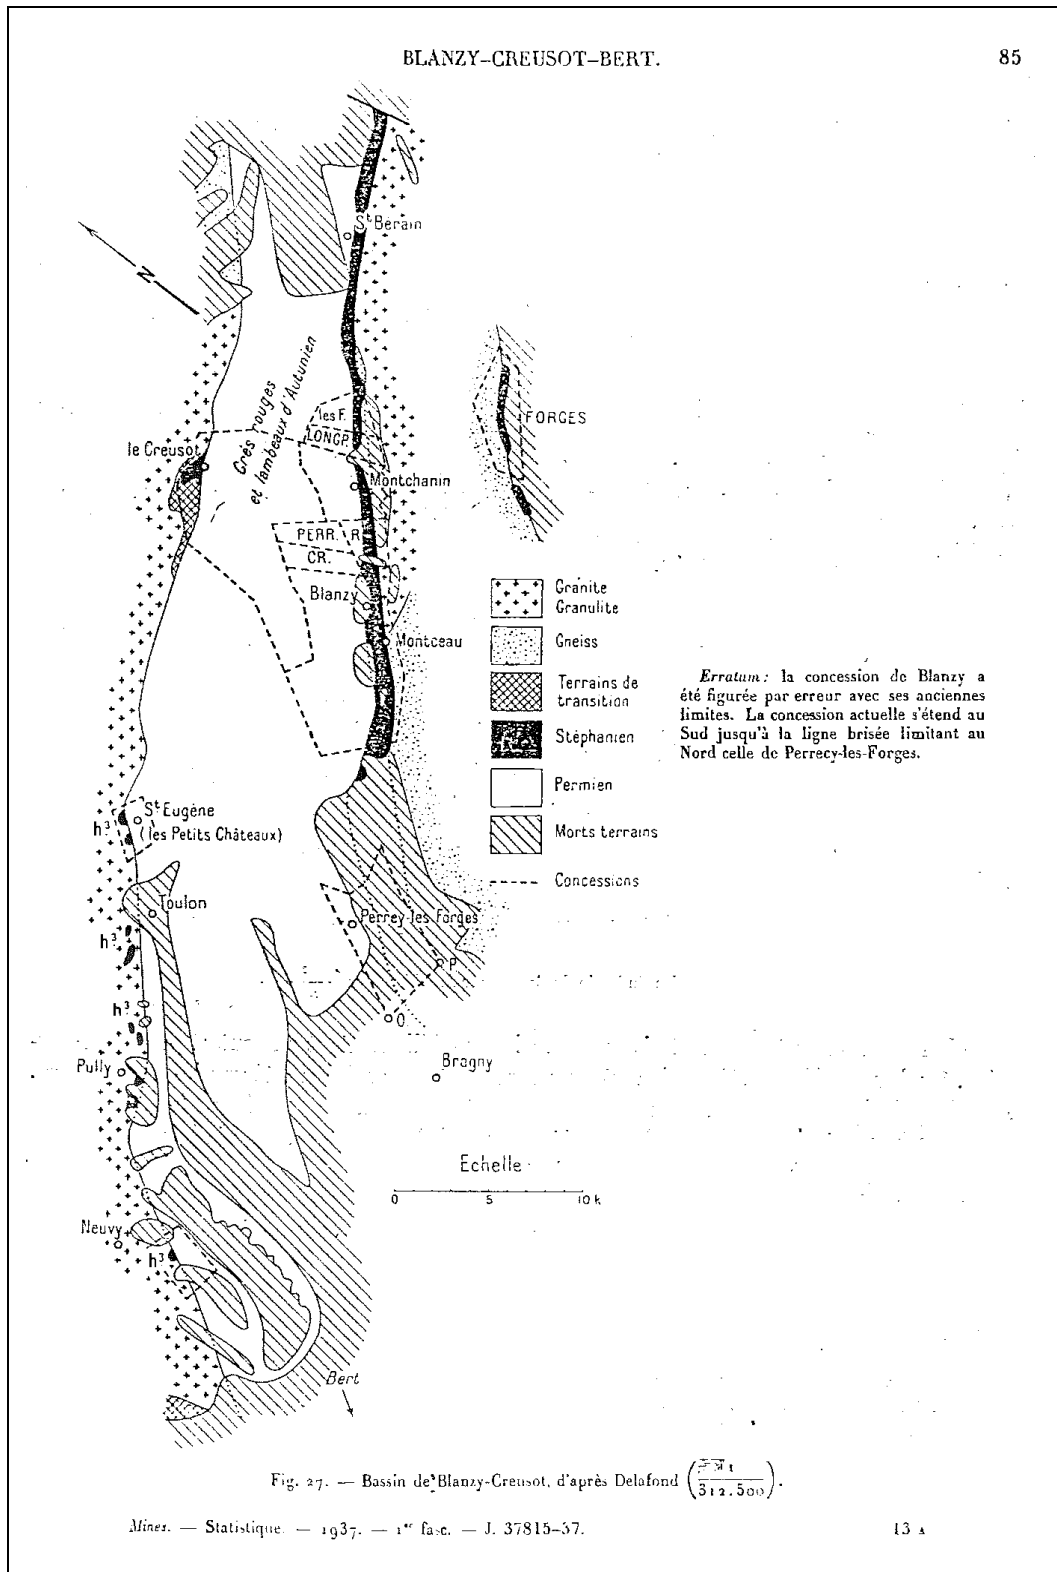 BLANZY-CREUSOT-BERT.
85
St Bérain
N
Grès rouges
et lambeaux d'Autunien
les F.
LONGP.
FORGES
le Creusot
Montchanin
PERR. R
CR.
Blanzy
Montceau
Granite
Granulite
Gneiss
Terrains de
transition
Stéphanien
Permien
Morts terrains
Concessions
Erratum: la concession de Blanzy a
été figurée par erreur avec ses anciennes
limites. La concession actuelle s'étend au
Sud jusqu'à la ligne brisée limitant au
Nord celle de Perrecy-les-Forges.
St Eugène
h3
(les Petits Châteaux)
Toulon
Perrey-les Forges
h3
P.
h3
O
Bragny
Pully
Echelle
0 5 10 k
Neuvy
h3
Bert
Fig. 27. — Bassin de Blanzy-Creusot, d'après Delafond (1/312.500).
Mines. — Statistique. — 1937. — 1er fasc. — J. 37815-37.
13 A